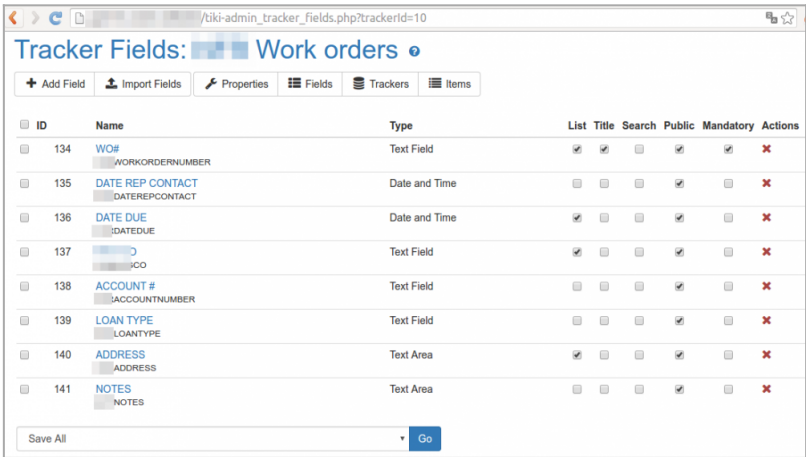 /tiki-admin_tracker_fields.php?trackerId=10
Tracker Fields: Work orders
Add Field Import Fields Properties Fields Trackers Items
ID Name Type List Title Search Public Mandatory Actions
134 WO# Text Field
WORKORDERNUMBER
135 DATE REP CONTACT Date and Time
DATEREPCONTACT
136 DATE DUE Date and Time
DATEDUE
137 Text Field
138 ACCOUNT # Text Field
ACCOUNTNUMBER
139 LOAN TYPE Text Field
LOANTYPE
140 ADDRESS Text Area
ADDRESS
141 NOTES Text Area
NOTES
Save All Go